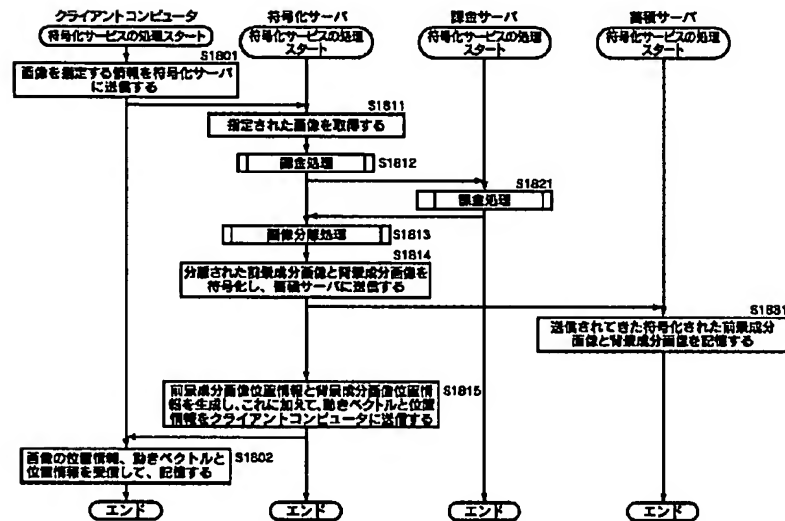 クライアントコンピュータ
符号化サービスの処理スタート
S1801
画像を指定する情報を符号化サーバ
に送信する
符号化サーバ
符号化サービスの処理
スタート
課金サーバ
符号化サービスの処理
スタート
蓄積サーバ
符号化サービスの処理
スタート
S1811
指定された画像を取得する
課金処理
S1812
S1821
課金処理
画像分離処理
S1813
S1814
分離された前景成分画像と背景成分画像を
符号化し、蓄積サーバに送信する
S1831
送信されてきた符号化された前景成分
画像と背景成分画像を記憶する
前景成分画像位置情報と背景成分画像位置情
報を生成し、これに加えて、動きベクトルと位置
情報をクライアントコンピュータに送信する
S1815
画像の位置情報、動きベクトルと
位置情報を受信して、記憶する
S1802
エンド
エンド
エンド
エンド